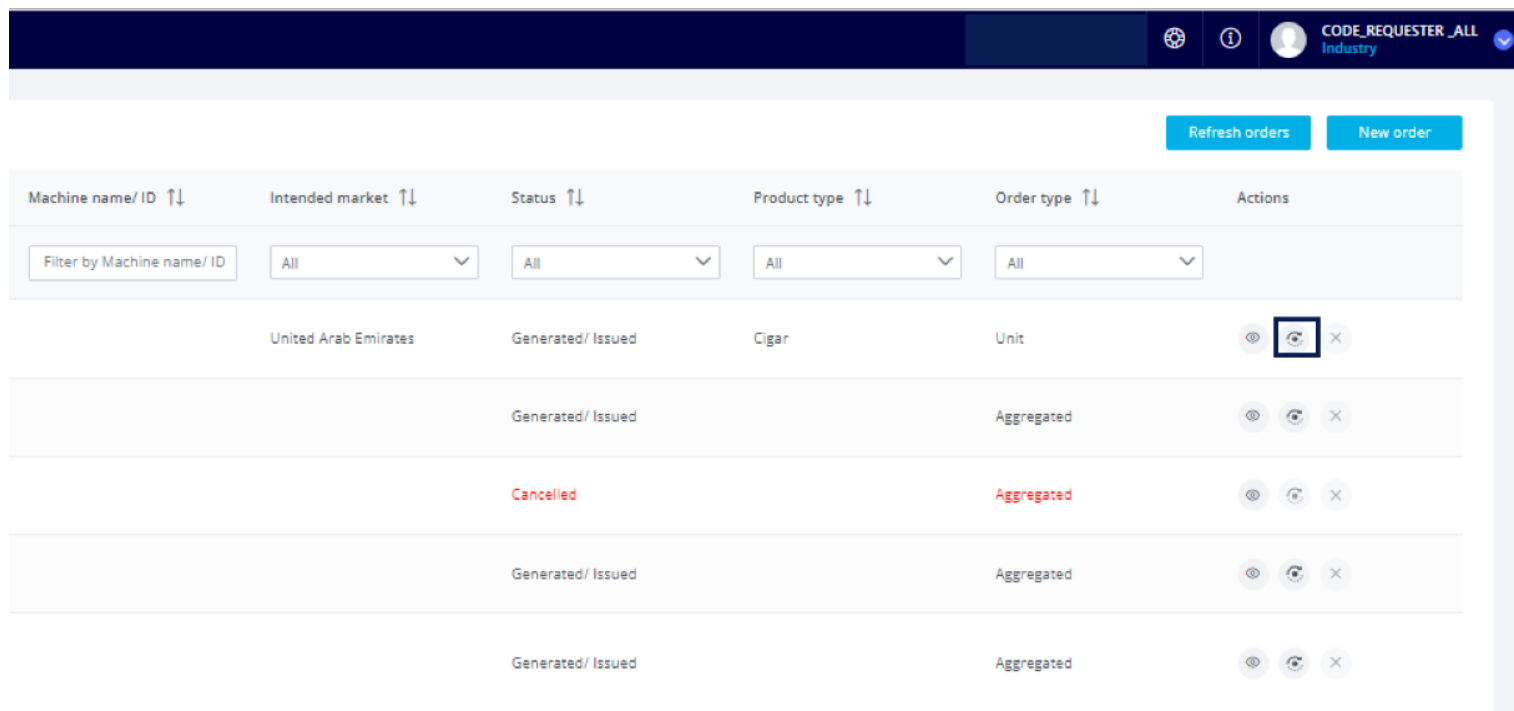 CODE_REQUESTER _ALL
Industry
Refresh orders New order
Machine name/ ID Intended market Status Product type Order type Actions
Filter by Machine name/ ID All All All All
United Arab Emirates Generated/ Issued Cigar Unit
Generated/ Issued Aggregated
Cancelled Aggregated
Generated/ Issued Aggregated
Generated/ Issued Aggregated